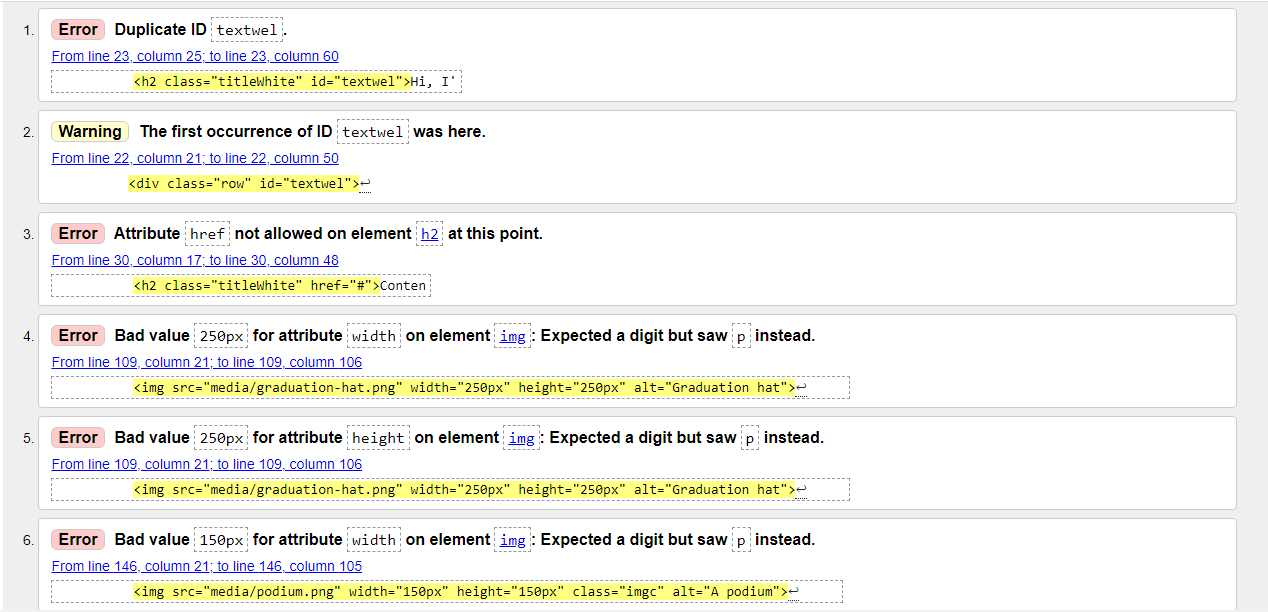 1. Error Duplicate ID textwel.
From line 23, column 25; to line 23, column 60
<h2 class="titleWhite" id="textwel">Hi, I'
2. Warning The first occurrence of ID textwel was here.
From line 22, column 21; to line 22, column 50
<div class="row" id="textwel">↩
3. Error Attribute href not allowed on element h2 at this point.
From line 30, column 17; to line 30, column 48
<h2 class="titleWhite" href="#">Conten
4. Error Bad value 250px for attribute width on element img: Expected a digit but saw p instead.
From line 109, column 21; to line 109, column 106
<img src="media/graduation-hat.png" width="250px" height="250px" alt="Graduation hat">↩
5. Error Bad value 250px for attribute height on element img: Expected a digit but saw p instead.
From line 109, column 21; to line 109, column 106
<img src="media/graduation-hat.png" width="250px" height="250px" alt="Graduation hat">↩
6. Error Bad value 150px for attribute width on element img: Expected a digit but saw p instead.
From line 146, column 21; to line 146, column 105
<img src="media/podium.png" width="150px" height="150px" class="imgc" alt="A podium">↩